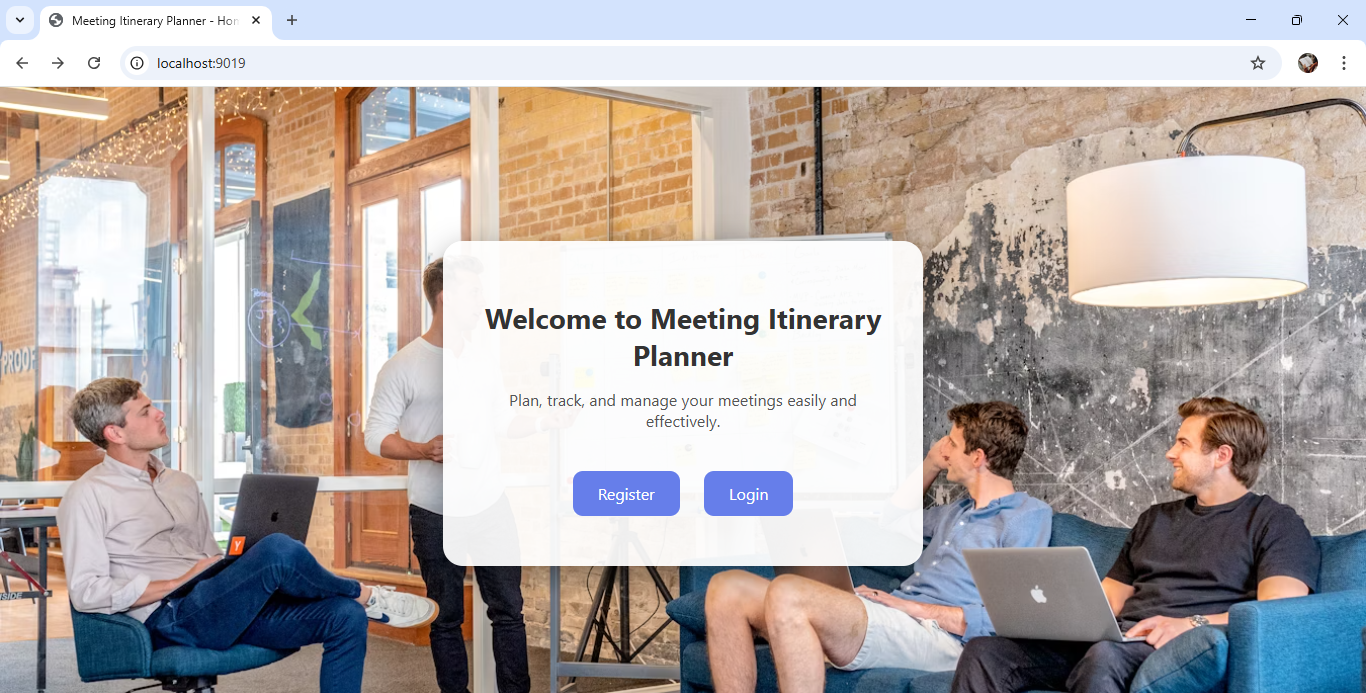 Meeting Itinerary Planner - Hon
localhost:9019
PROOF
Welcome to Meeting Itinerary
Planner
Plan, track, and manage your meetings easily and
effectively.
Register
Login
Y